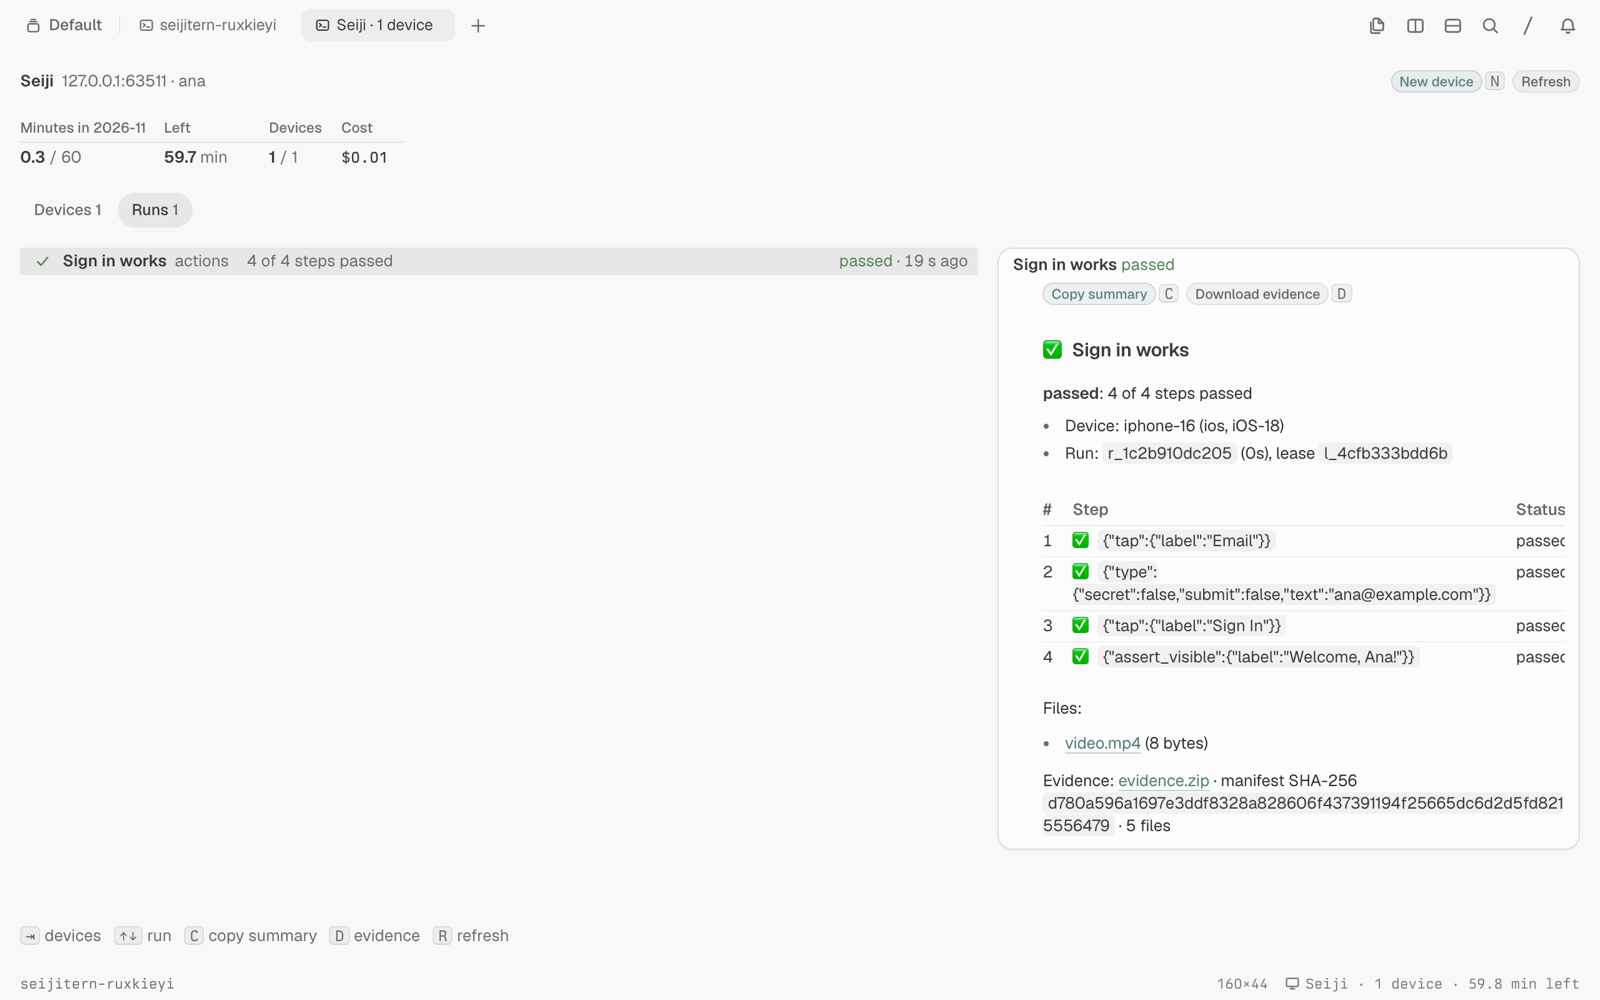 Default
seijitern-ruxkieyi
Seiji · 1 device
Seiji 127.0.0.1:63511 · ana
New device N Refresh
Minutes in 2026-11 Left Devices Cost
0.3 / 60 59.7 min 1 / 1 $0.01
Devices 1 Runs 1
Sign in works actions 4 of 4 steps passed passed · 19 s ago
Sign in works passed
Copy summary C Download evidence D
Sign in works
passed: 4 of 4 steps passed
• Device: iphone-16 (ios, iOS-18)
• Run: r_1c2b910dc205 (0s), lease l_4cfb333bdd6b
# Step Status
1 {"tap":{"label":"Email"}} passed
2 {"type": passed
{"secret":false,"submit":false,"text":"ana@example.com"}}
3 {"tap":{"label":"Sign In"}} passed
4 {"assert_visible":{"label":"Welcome, Ana!"}} passed
Files:
• video.mp4 (8 bytes)
Evidence: evidence.zip · manifest SHA-256
d780a596a1697e3ddf8328a828606f437391194f25665dc6d2d5fd821
5556479 · 5 files
⇥ devices ↑↓ run C copy summary D evidence R refresh
seijitern-ruxkieyi 160×44 Seiji · 1 device · 59.8 min left